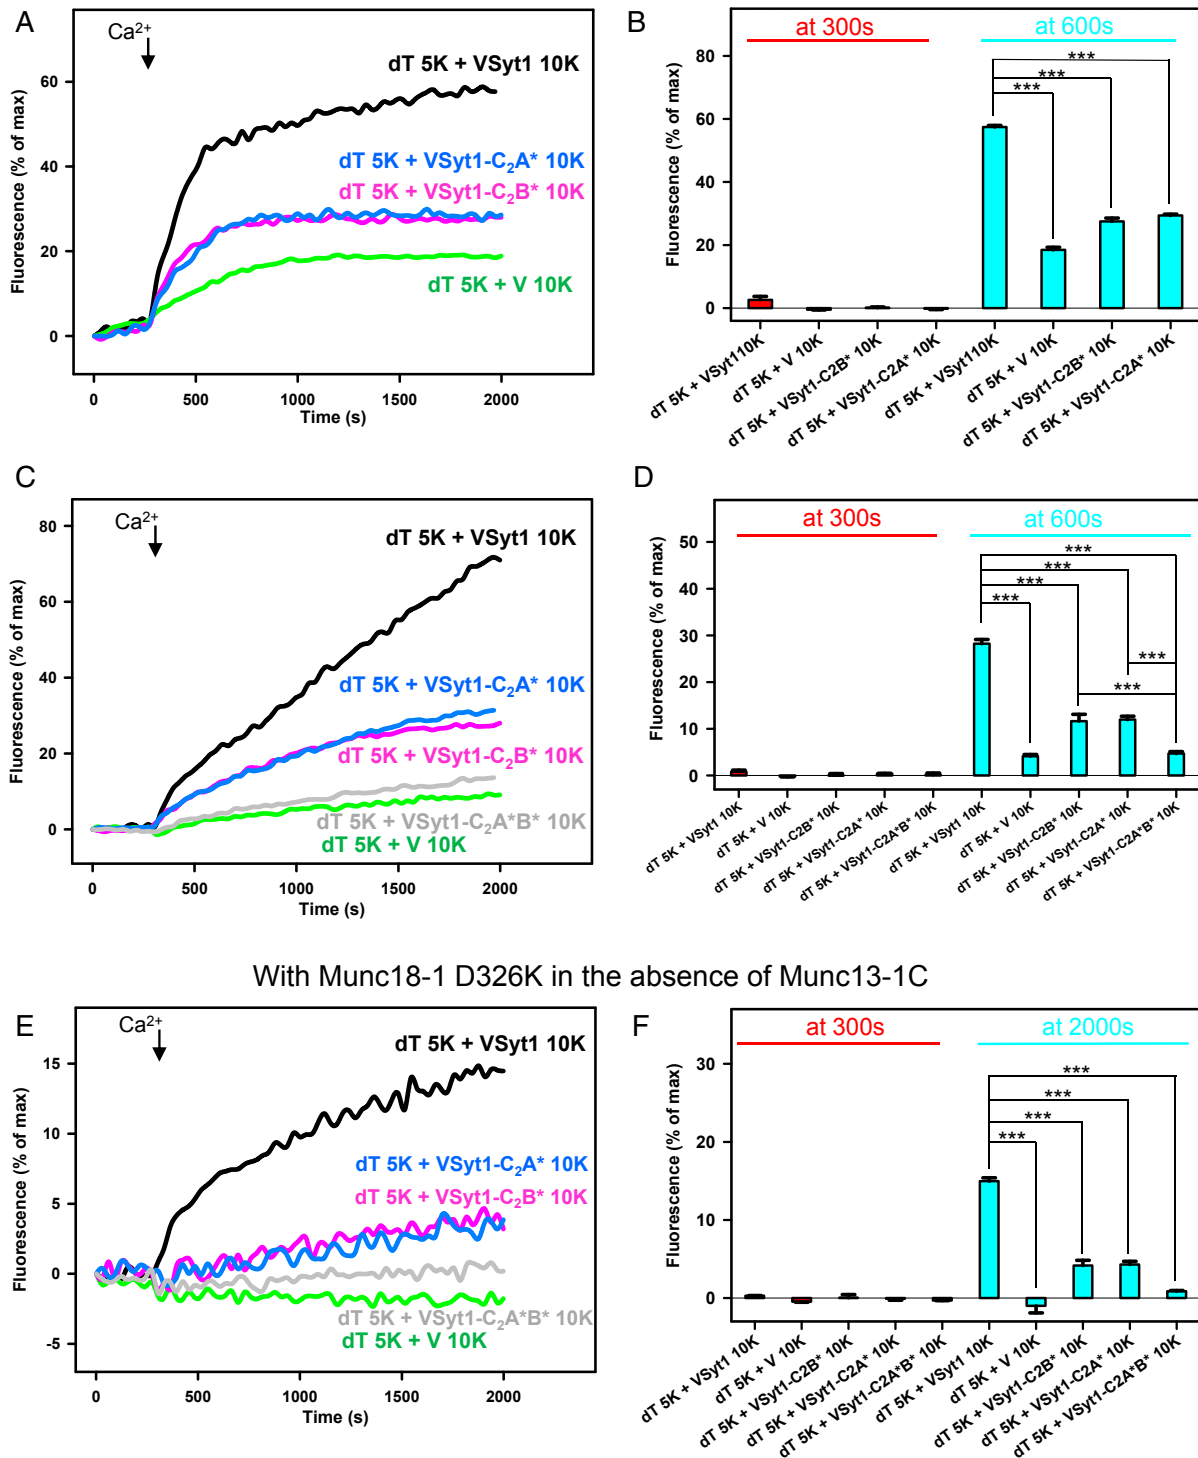 A
Ca2+
dT 5K + VSyt1 10K
dT 5K + VSyt1-C2A* 10K
dT 5K + VSyt1-C2B* 10K
dT 5K + V 10K
Fluorescence (% of max)
60
40
20
0
0 500 1000 1500 2000
Time (s)
B
at 300s
at 600s
***
***
***
Fluorescence (% of max)
80
60
40
20
0
dT 5K + VSyt110K
dT 5K + V 10K
dT 5K + VSyt1-C2B* 10K
dT 5K + VSyt1-C2A* 10K
dT 5K + VSyt110K
dT 5K + V 10K
dT 5K + VSyt1-C2B* 10K
dT 5K + VSyt1-C2A* 10K
C
Ca2+
dT 5K + VSyt1 10K
dT 5K + VSyt1-C2A* 10K
dT 5K + VSyt1-C2B* 10K
dT 5K + VSyt1-C2A*B* 10K
dT 5K + V 10K
Fluorescence (% of max)
80
60
40
20
0
0 500 1000 1500 2000
Time (s)
D
at 300s
at 600s
***
***
***
***
***
***
Fluorescence (% of max)
50
40
30
20
10
0
dT 5K + VSyt1 10K
dT 5K + V 10K
dT 5K + VSyt1-C2B* 10K
dT 5K + VSyt1-C2A* 10K
dT 5K + VSyt1-C2A*B* 10K
dT 5K + VSyt1 10K
dT 5K + V 10K
dT 5K + VSyt1-C2B* 10K
dT 5K + VSyt1-C2A* 10K
dT 5K + VSyt1-C2A*B* 10K
With Munc18-1 D326K in the absence of Munc13-1C
E
Ca2+
dT 5K + VSyt1 10K
dT 5K + VSyt1-C2A* 10K
dT 5K + VSyt1-C2B* 10K
dT 5K + VSyt1-C2A*B* 10K
dT 5K + V 10K
Fluorescence (% of max)
15
10
5
0
-5
0 500 1000 1500 2000
Time (s)
F
at 300s
at 2000s
***
***
***
***
Fluorescence (% of max)
30
20
10
0
dT 5K + VSyt1 10K
dT 5K + V 10K
dT 5K + VSyt1-C2B* 10K
dT 5K + VSyt1-C2A* 10K
dT 5K + VSyt1-C2A*B* 10K
dT 5K + VSyt1 10K
dT 5K + V 10K
dT 5K + VSyt1-C2B* 10K
dT 5K + VSyt1-C2A* 10K
dT 5K + VSyt1-C2A*B* 10K